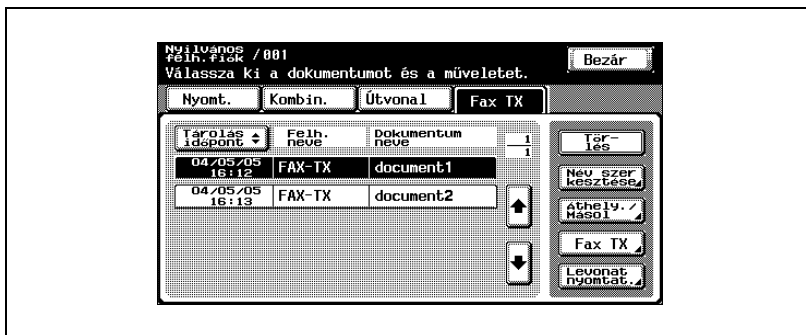 Nyilvános
félh.fiók /001
Válassza ki a dokumentumot és a műveletet.
Bezár
Nyomt. Kombin. Útvonal Fax TX
Tárolás
időpont
Felh.
neve
Dokumentum
neve
1
1
04/05/05
16:12
FAX-TX document1
04/05/05
16:13
FAX-TX document2
Tör-
lés
Név szer
kesztése
Áthely./
Másol
Fax TX
Levonat
nyomtat.